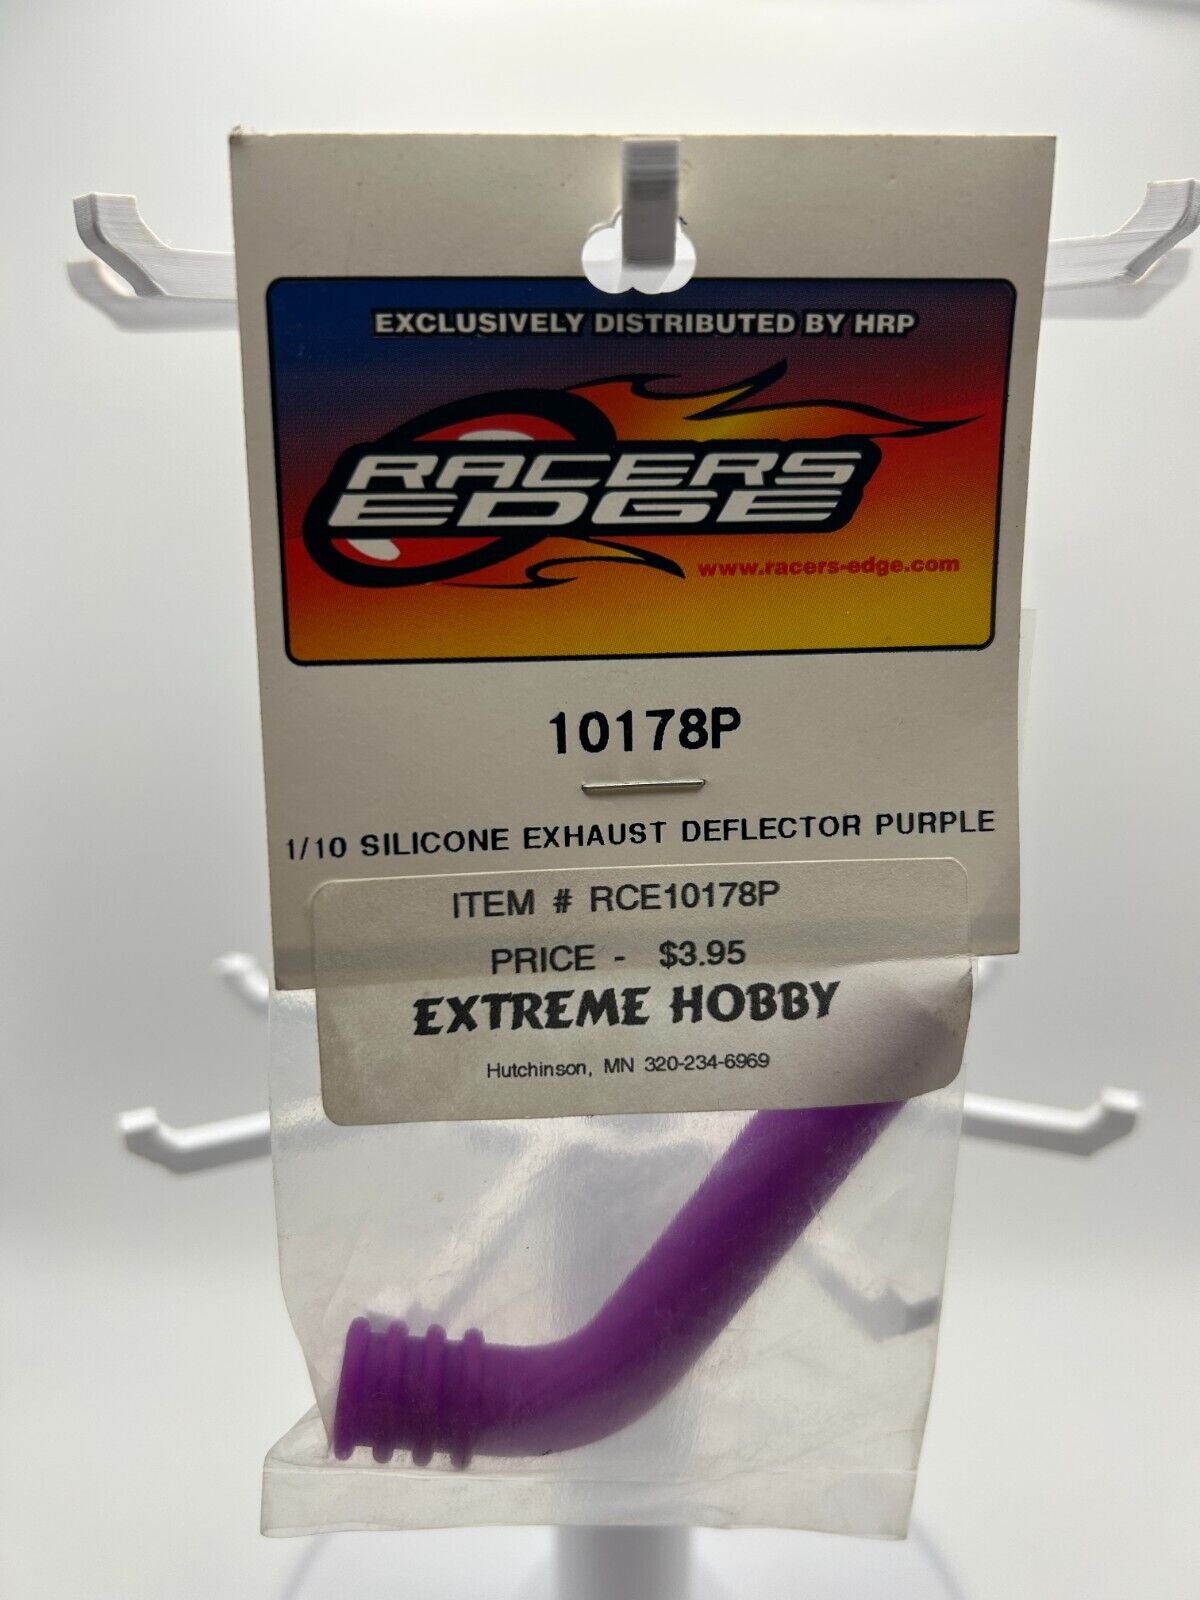 EXCLUSIVELY DISTRIBUTED BY HRP
RACERS
EDGE
www.racers-edge.com
10178P
1/10 SILICONE EXHAUST DEFLECTOR PURPLE
ITEM # RCE10178P
PRICE - $3.95
EXTREME HOBBY
Hutchinson, MN 320-234-6969